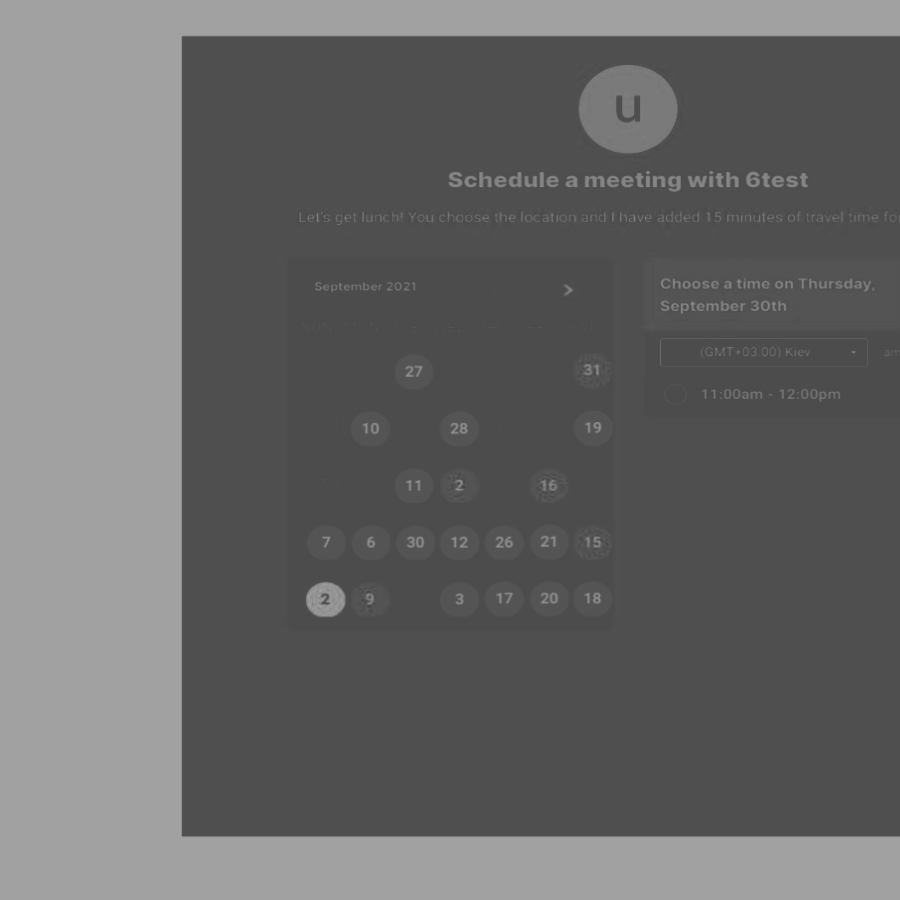 u
Schedule a meeting with 6test
Let's get lunch! You choose the location and I have added 15 minutes of travel time for
September 2021
Choose a time on Thursday,
September 30th
(GMT+03:00) Kiev
am
11:00am - 12:00pm
27 31
10 28 19
11 2 16
7 6 30 12 26 21 15
2 9 3 17 20 18